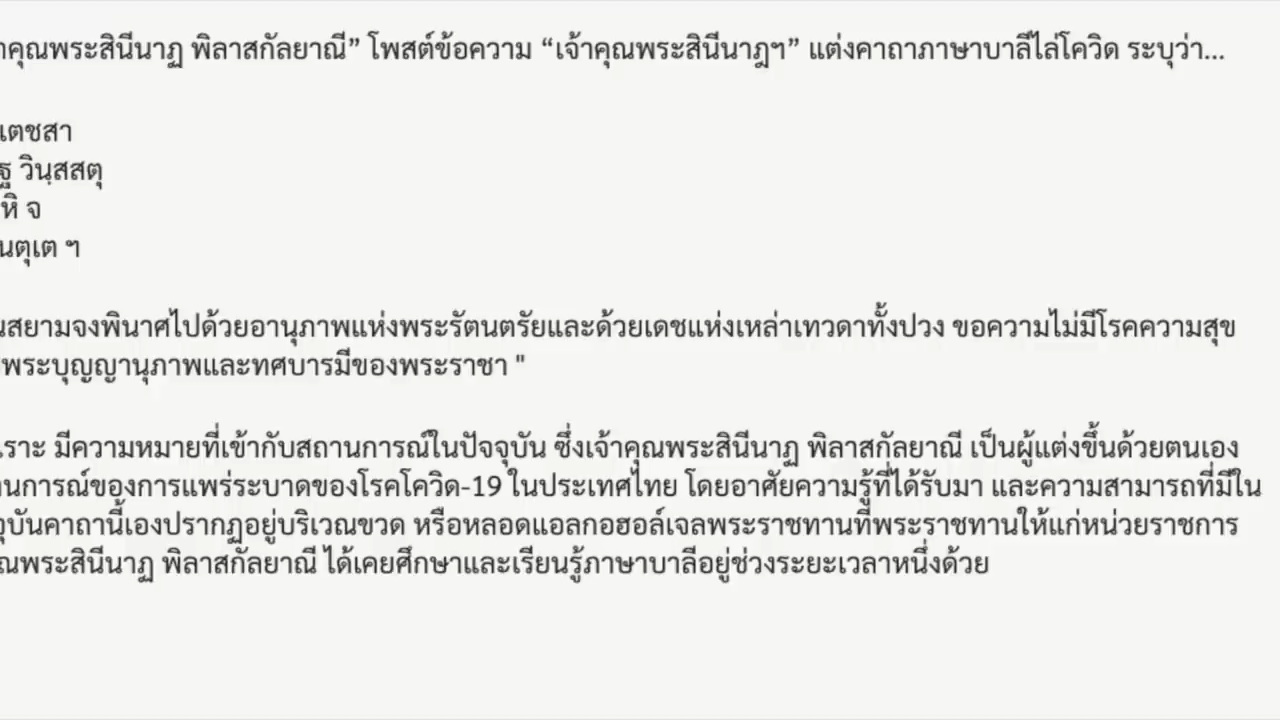 าคุณพระสินีนาฏ พิลาสกัลยาณี” โพสต์ข้อความ “เจ้าคุณพระสินีนาฎฯ” แต่งคาถาภาษาบาลีไล่โควิด ระบุว่า...
เตชสา
ฐ วินฺสสตุ
หิ จ
นตุเต ฯ
นสยามจงพินาศไปด้วยอานุภาพแห่งพระรัตนตรัยและด้วยเดชแห่งเหล่าเทวดาทั้งปวง ขอความไม่มีโรคความสุข
พระบุญญานุภาพและทศบารมีของพระราชา "
เราะ มีความหมายที่เข้ากับสถานการณ์ในปัจจุบัน ซึ่งเจ้าคุณพระสินีนาฏ พิลาสกัลยาณี เป็นผู้แต่งขึ้นด้วยตนเอง
านการณ์ของการแพร่ระบาดของโรคโควิด-19 ในประเทศไทย โดยอาศัยความรู้ที่ได้รับมา และความสามารถที่มีใน
จุบันคาถานี้เองปรากฏอยู่บริเวณขวด หรือหลอดแอลกอฮอล์เจลพระราชทานที่พระราชทานให้แก่หน่วยราชการ
ุณพระสินีนาฏ พิลาสกัลยาณี ได้เคยศึกษาและเรียนรู้ภาษาบาลีอยู่ช่วงระยะเวลาหนึ่งด้วย